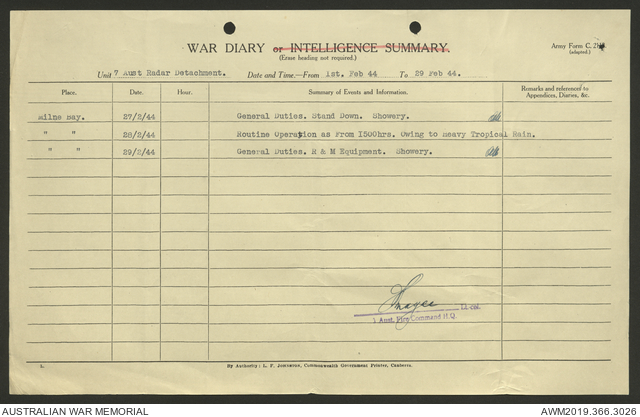 WAR DIARY or INTELLIGENCE SUMMARY.
(Erase heading not required.)
Army Form C.
(adapted.)
Unit 7 Aust Radar Detachment. Date and Time.—From 1st. Feb 44 To 29 Feb 44.
Place. Date. Hour. Summary of Events and Information. Remarks and references to Appendices, Diaries, &c.
Milne Bay. 27/2/44 General Duties. Stand Down. Showery.
" " 28/2/44 Routine Operation as From 1500hrs. Owing to Heavy Tropical Rain.
" " 29/2/44 General Duties. R & M Equipment. Showery.
Lt-Col.
1 Aust. Fire Command H.Q.
By Authority: L. F. Johnston, Commonwealth Government Printer, Canberra.
AUSTRALIAN WAR MEMORIAL AWM2019.366.3026